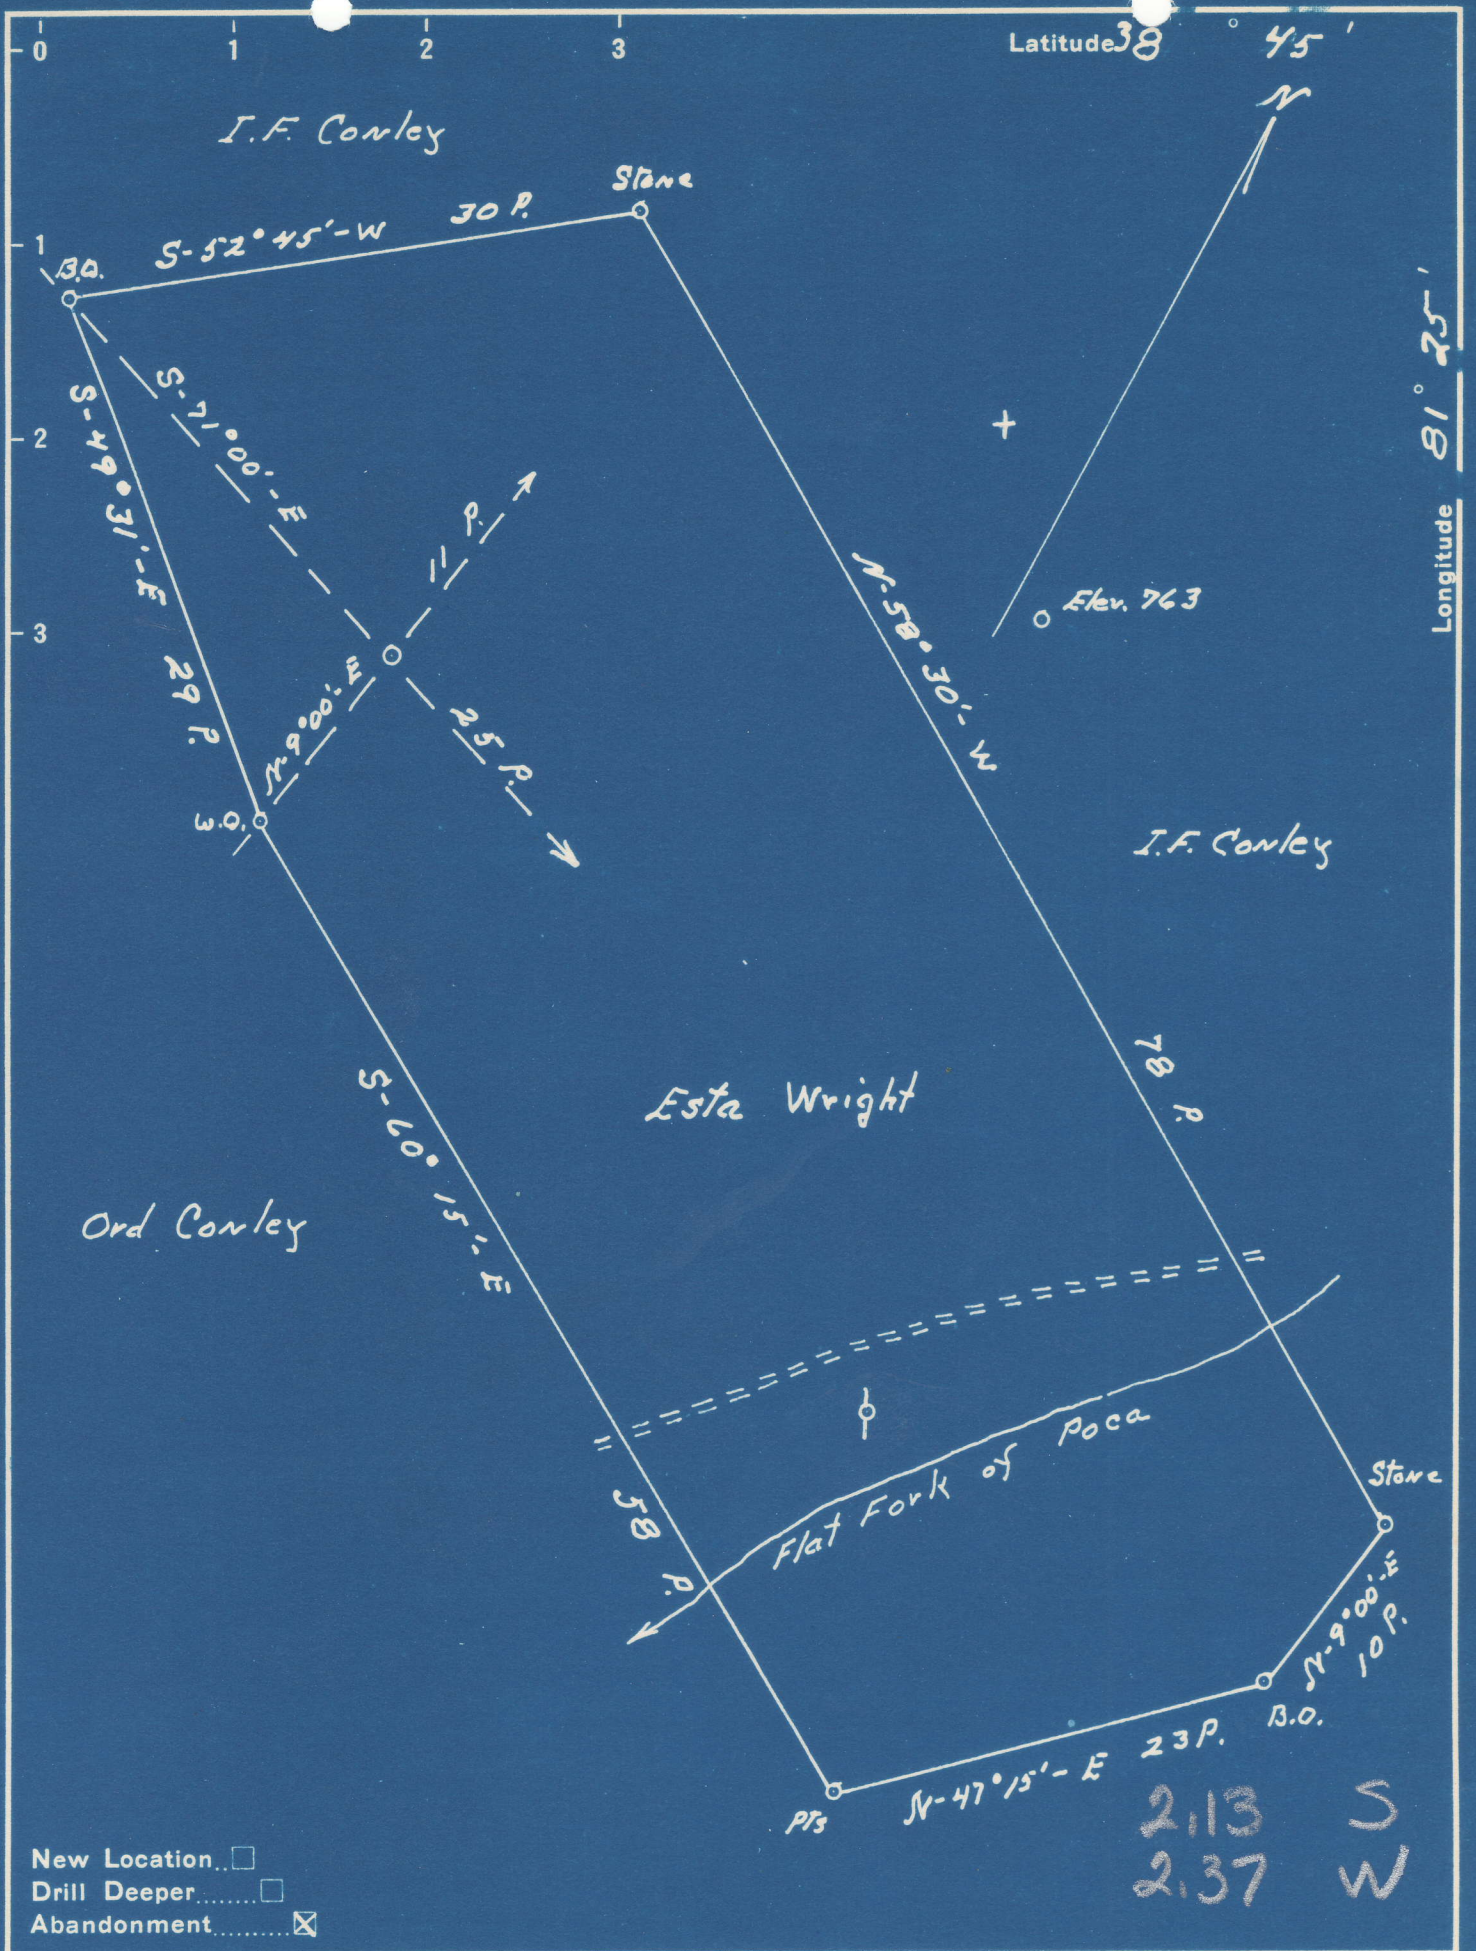 0 1 2 3
Latitude 38° 45'
N
I.F. Conley
Stone
S-52°45'-W 30 P.
1
B.O.
Longitude 81° 25'
S-71°00'-E
25 P.
S-49°31'-E 29 P.
2
11 P.
N-9°00'-E
N-58°30'-W
78 P.
Elev. 763
3
W.O.
I.F. Conley
S-60°15'-E
58 P.
Esta Wright
Ord Conley
Flat Fork of Poca
Stone
N-9°00'-E
10 P.
B.O.
N-47°15'-E 23 P.
Pts
2.13 S
2.37 W
New Location..☐
Drill Deeper........☐
Abandonment..........☒